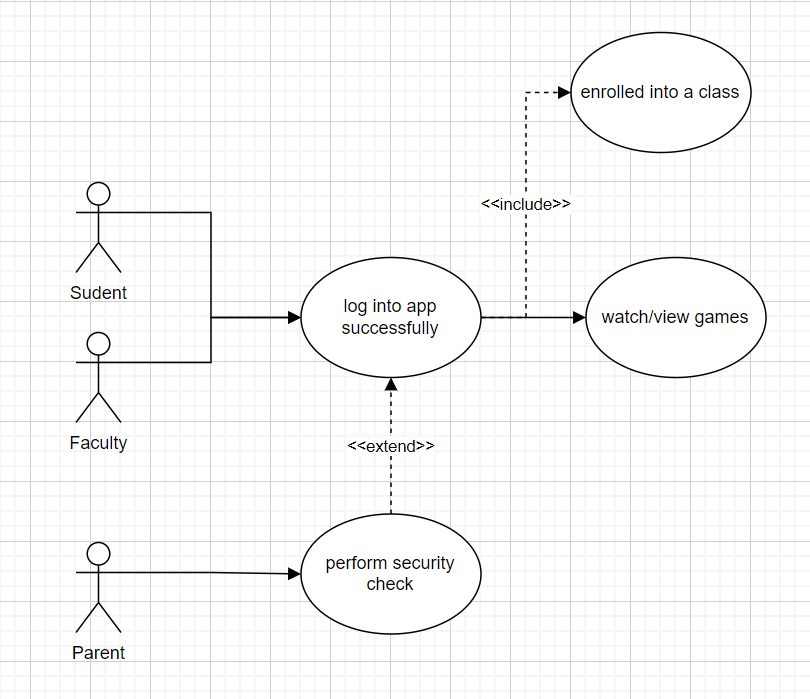 enrolled into a class
<<include>>
Sudent
log into app
successfully
watch/view games
Faculty
<<extend>>
perform security
check
Parent